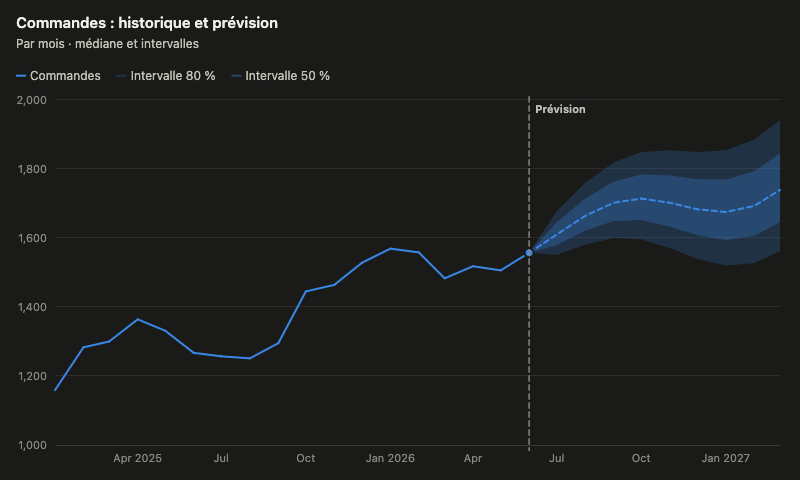 Commandes : historique et prévision
Par mois · médiane et intervalles
Commandes Intervalle 80 % Intervalle 50 %
2,000
Prévision
1,800
1,600
1,400
1,200
1,000
Apr 2025 Jul Oct Jan 2026 Apr Jul Oct Jan 2027